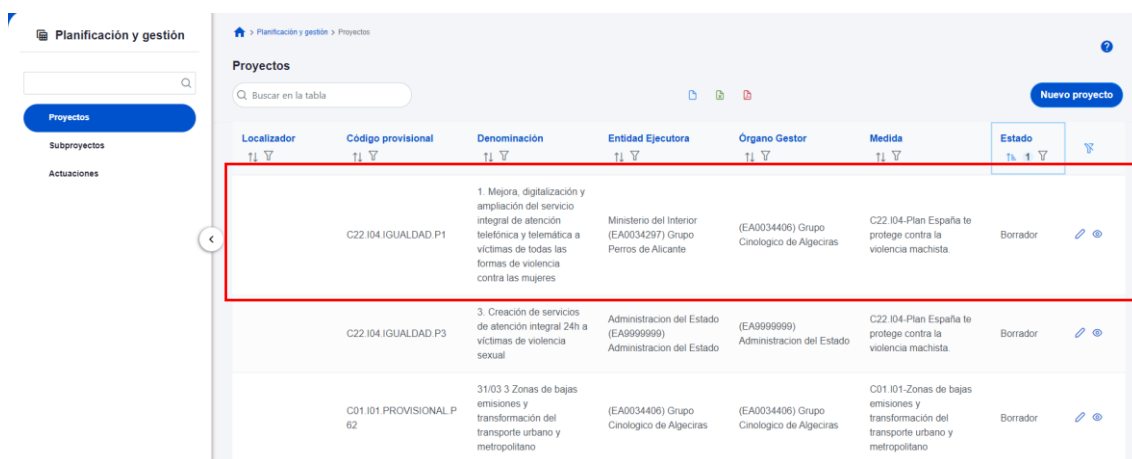 Planificación y gestión
> Planificación y gestión > Proyectos
?
Proyectos
Buscar en la tabla
Nuevo proyecto
Proyectos
Subproyectos
Actuaciones
Localizador
Código provisional
Denominación
Entidad Ejecutora
Órgano Gestor
Medida
Estado
1
1. Mejora, digitalización y
ampliación del servicio
integral de atención
telefónica y telemática a
víctimas de todas las
formas de violencia
contra las mujeres
C22.I04.IGUALDAD.P1
Ministerio del Interior
(EA0034297) Grupo
Perros de Alicante
(EA0034406) Grupo
Cinologico de Algeciras
C22.I04-Plan España te
protege contra la
violencia machista.
Borrador
C22.I04.IGUALDAD.P3
3. Creación de servicios
de atención integral 24h a
víctimas de violencia
sexual
Administracion del Estado
(EA9999999)
Administracion del Estado
(EA9999999)
Administracion del Estado
C22.I04-Plan España te
protege contra la
violencia machista.
Borrador
C01.I01.PROVISIONAL.P
62
31/03 3 Zonas de bajas
emisiones y
transformación del
transporte urbano y
metropolitano
(EA0034406) Grupo
Cinologico de Algeciras
(EA0034406) Grupo
Cinologico de Algeciras
C01.I01-Zonas de bajas
emisiones y
transformación del
transporte urbano y
metropolitano
Borrador